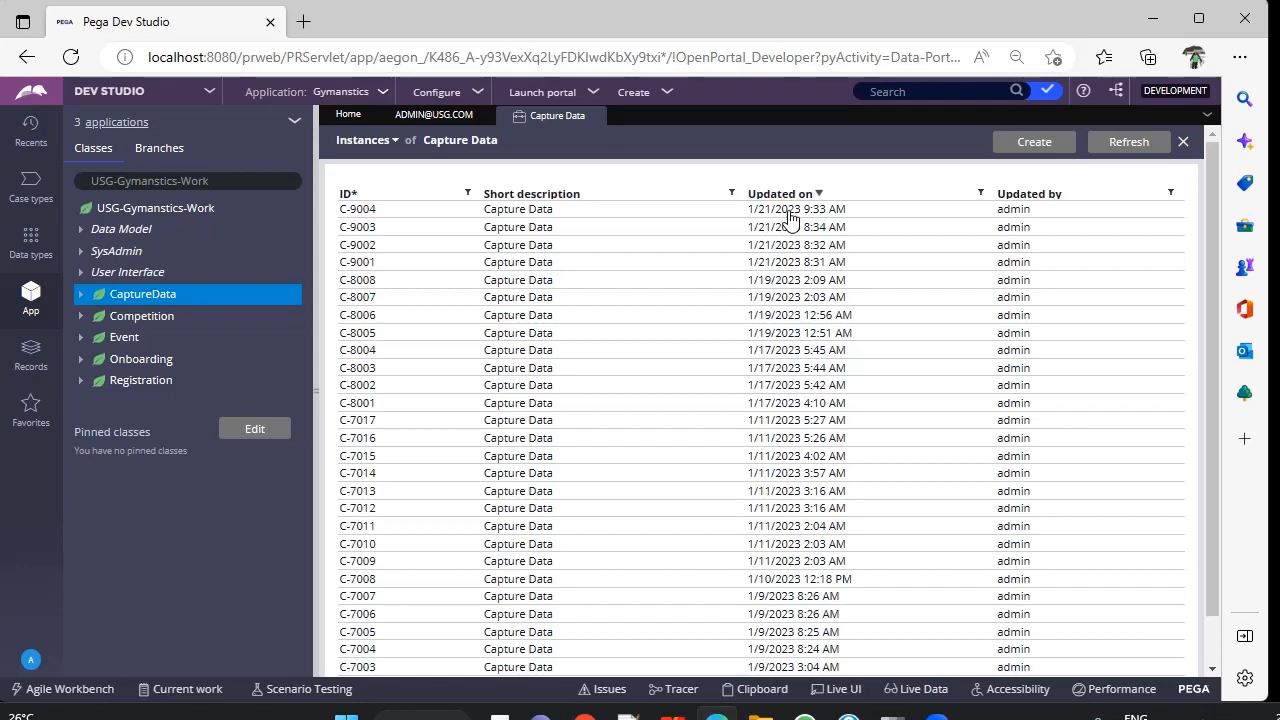 PEGA Pega Dev Studio
localhost:8080/prweb/PRServlet/app/aegon_/K486_A-y93VexXq2LyFDKlwdKbXy9txi*/!OpenPortal_Developer?pyActivity=Data-Port...
DEV STUDIO Application: Gymanstics Configure Launch portal Create Search DEVELOPMENT
3 applications Home ADMIN@USG.COM Capture Data
Recents Classes Branches Instances of Capture Data Create Refresh
USG-Gymanstics-Work
Case types
Data types
App
Records
Favorites
USG-Gymanstics-Work
Data Model
SysAdmin
User Interface
CaptureData
Competition
Event
Onboarding
Registration
Pinned classes Edit
You have no pinned classes
A
ID* Short description Updated on Updated by
C-9004 Capture Data 1/21/2023 9:33 AM admin
C-9003 Capture Data 1/21/2023 8:34 AM admin
C-9002 Capture Data 1/21/2023 8:32 AM admin
C-9001 Capture Data 1/21/2023 8:31 AM admin
C-8008 Capture Data 1/19/2023 2:09 AM admin
C-8007 Capture Data 1/19/2023 2:03 AM admin
C-8006 Capture Data 1/19/2023 12:56 AM admin
C-8005 Capture Data 1/19/2023 12:51 AM admin
C-8004 Capture Data 1/17/2023 5:45 AM admin
C-8003 Capture Data 1/17/2023 5:44 AM admin
C-8002 Capture Data 1/17/2023 5:42 AM admin
C-8001 Capture Data 1/17/2023 4:10 AM admin
C-7017 Capture Data 1/11/2023 5:27 AM admin
C-7016 Capture Data 1/11/2023 5:26 AM admin
C-7015 Capture Data 1/11/2023 4:02 AM admin
C-7014 Capture Data 1/11/2023 3:57 AM admin
C-7013 Capture Data 1/11/2023 3:16 AM admin
C-7012 Capture Data 1/11/2023 3:16 AM admin
C-7011 Capture Data 1/11/2023 2:04 AM admin
C-7010 Capture Data 1/11/2023 2:03 AM admin
C-7009 Capture Data 1/11/2023 2:03 AM admin
C-7008 Capture Data 1/10/2023 12:18 PM admin
C-7007 Capture Data 1/9/2023 8:26 AM admin
C-7006 Capture Data 1/9/2023 8:26 AM admin
C-7005 Capture Data 1/9/2023 8:25 AM admin
C-7004 Capture Data 1/9/2023 8:24 AM admin
C-7003 Capture Data 1/9/2023 3:04 AM admin
Agile Workbench Current work Scenario Testing Issues Tracer Clipboard Live UI Live Data Accessibility Performance PEGA
26°C ENG